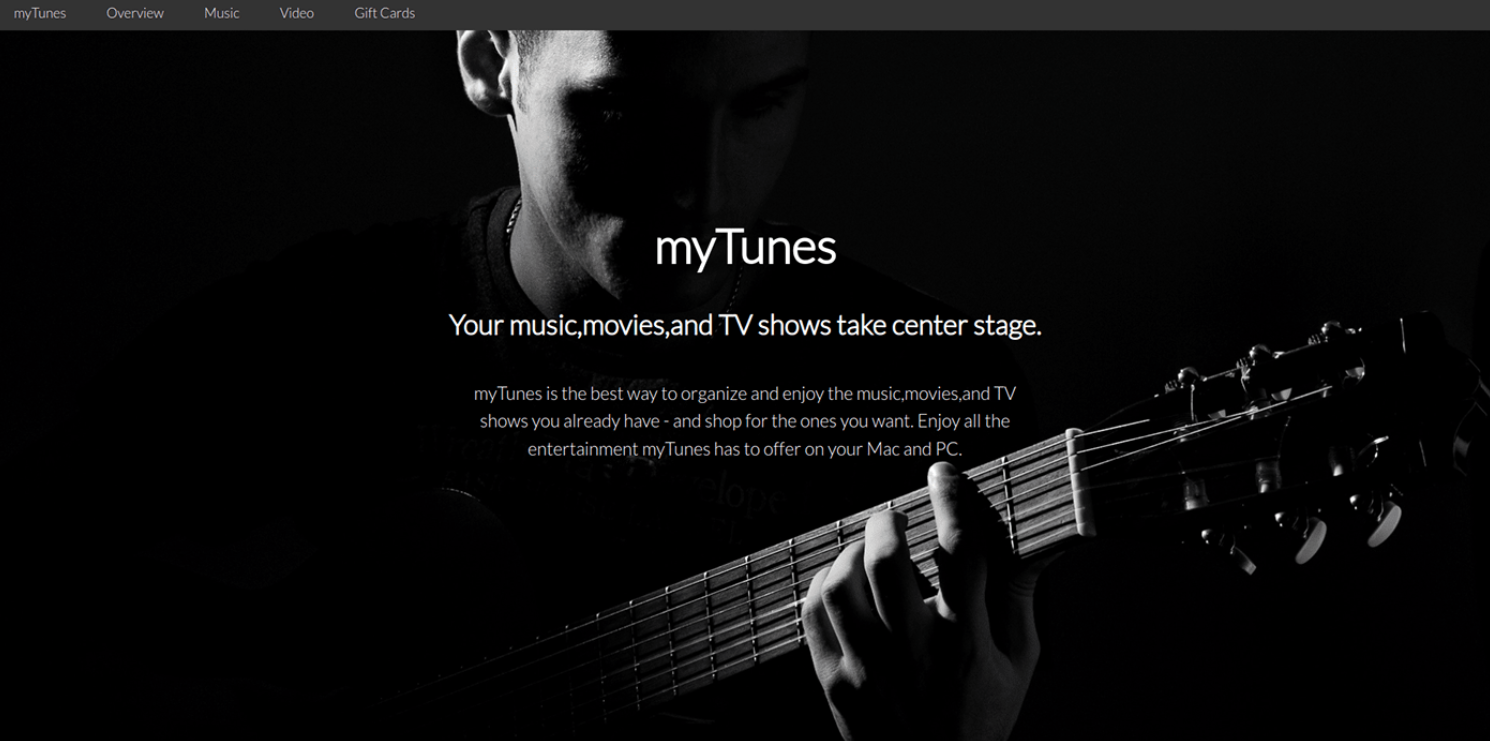 myTunes Overview Music Video Gift Cards
myTunes
Your music,movies,and TV shows take center stage.
myTunes is the best way to organize and enjoy the music,movies,and TV
shows you already have - and shop for the ones you want. Enjoy all the
entertainment myTunes has to offer on your Mac and PC.